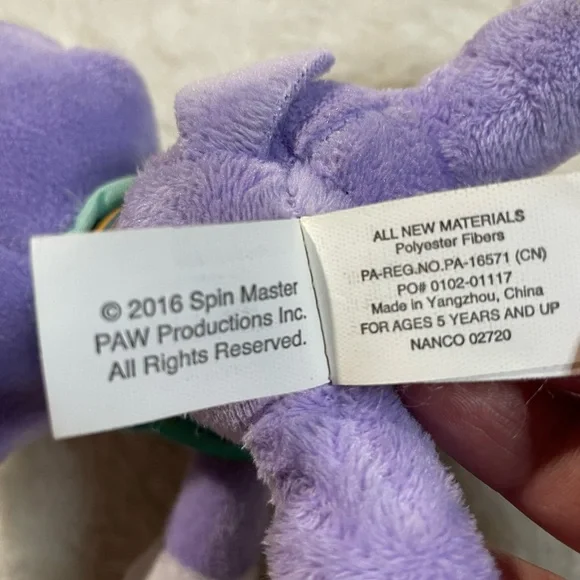 © 2016 Spin Master
PAW Productions Inc.
All Rights Reserved.
ALL NEW MATERIALS
Polyester Fibers
PA-REG.NO.PA-16571 (CN)
PO# 0102-01117
Made in Yangzhou, China
FOR AGES 5 YEARS AND UP
NANCO 02720